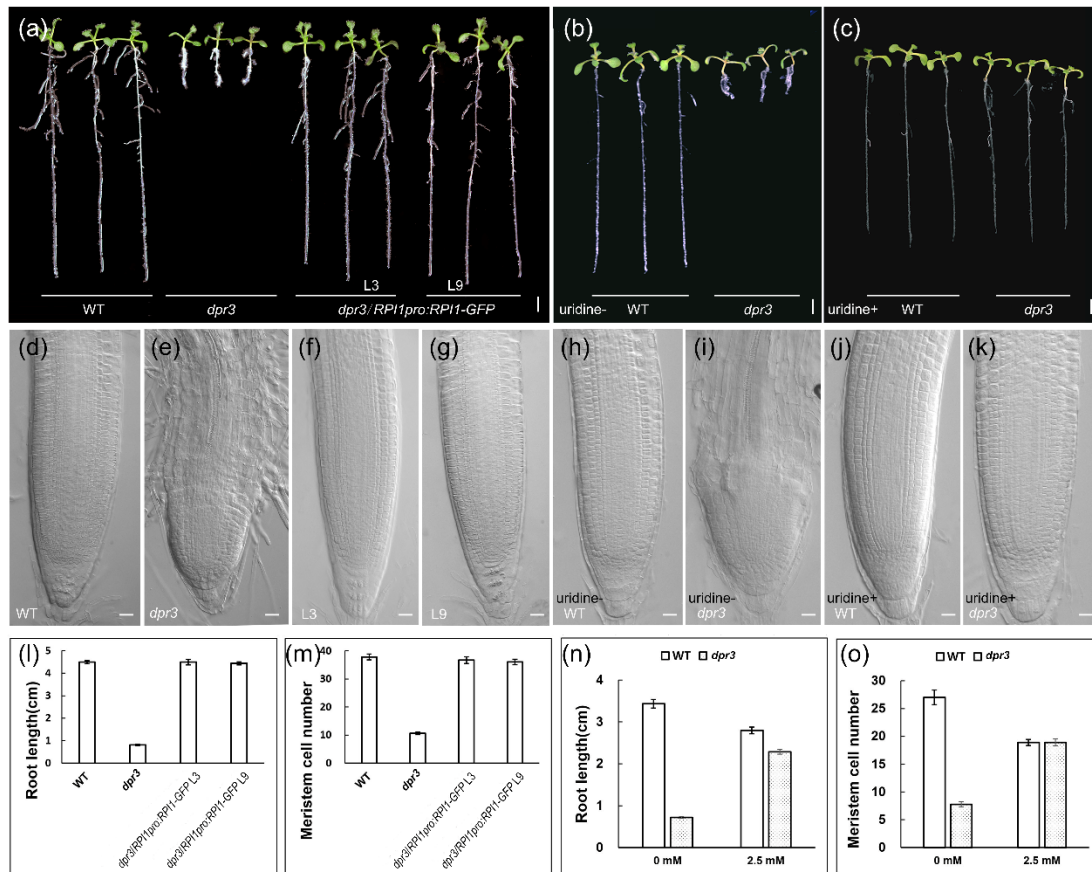 (a)
L3
L9
WT
dpr3
dpr3/RPI1pro:RPI1-GFP
(b)
uridine-
WT
dpr3
(c)
uridine+
WT
dpr3
(d)
WT
(e)
dpr3
(f)
L3
(g)
L9
(h)
uridine-
WT
(i)
uridine-
dpr3
(j)
uridine+
WT
(k)
uridine+
dpr3
(l)
Root length(cm)
5
4
3
2
1
0
WT
dpr3
dpr3/RPI1pro:RPI1-GFP L3
dpr3/RPI1pro:RPI1-GFP L9
(m)
Meristem cell number
40
30
20
10
0
WT
dpr3
dpr3/RPI1pro:RPI1-GFP L3
dpr3/RPI1pro:RPI1-GFP L9
(n)
WT dpr3
Root length(cm)
4
3
2
1
0
0 mM 2.5 mM
(o)
WT dpr3
Meristem cell number
30
25
20
15
10
5
0
0 mM 2.5 mM